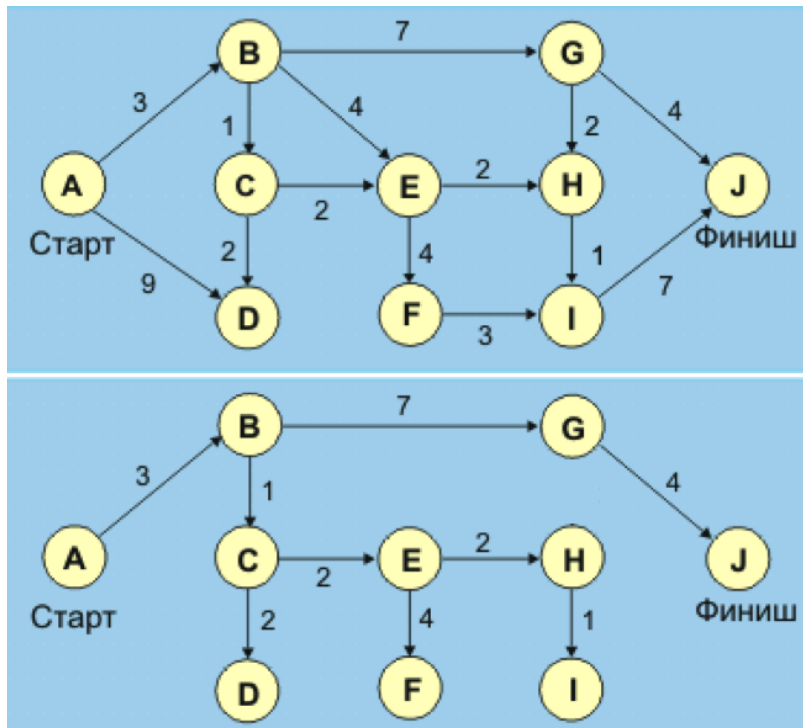 7
B G
3 1 4 2 4
A C 2 E 2 H J
Старт Финиш
9 2 4 1 7
D F 3 I
7
B G
3 1 4
A C 2 E 2 H J
Старт Финиш
2 4 1
D F I